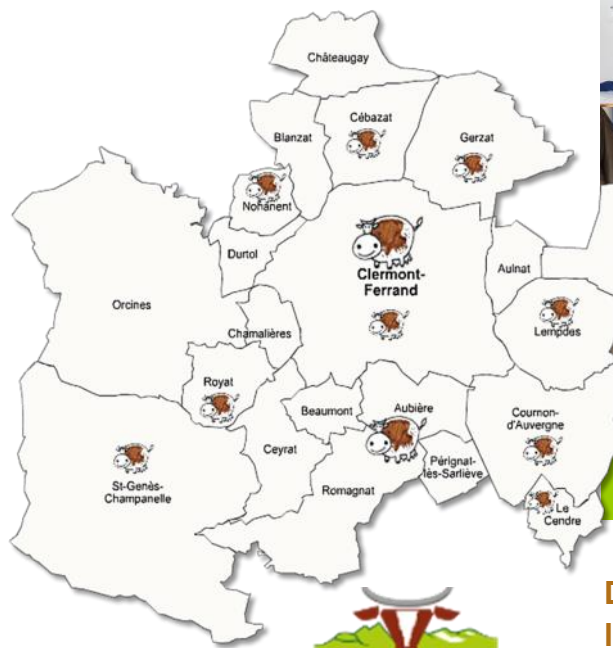 Châteaugay
Cébazat
Blanzat
Gerzat
Nohanent
Durtol
Clermont-
Ferrand
Aulnat
Orcines
Chamalières
Lempdes
Royat
Beaumont
Aubière
Cournon-
d'Auvergne
Ceyrat
Pérignat
-lès-Sarliève
St-Genès-
Champanelle
Romagnat
Le
Cendre